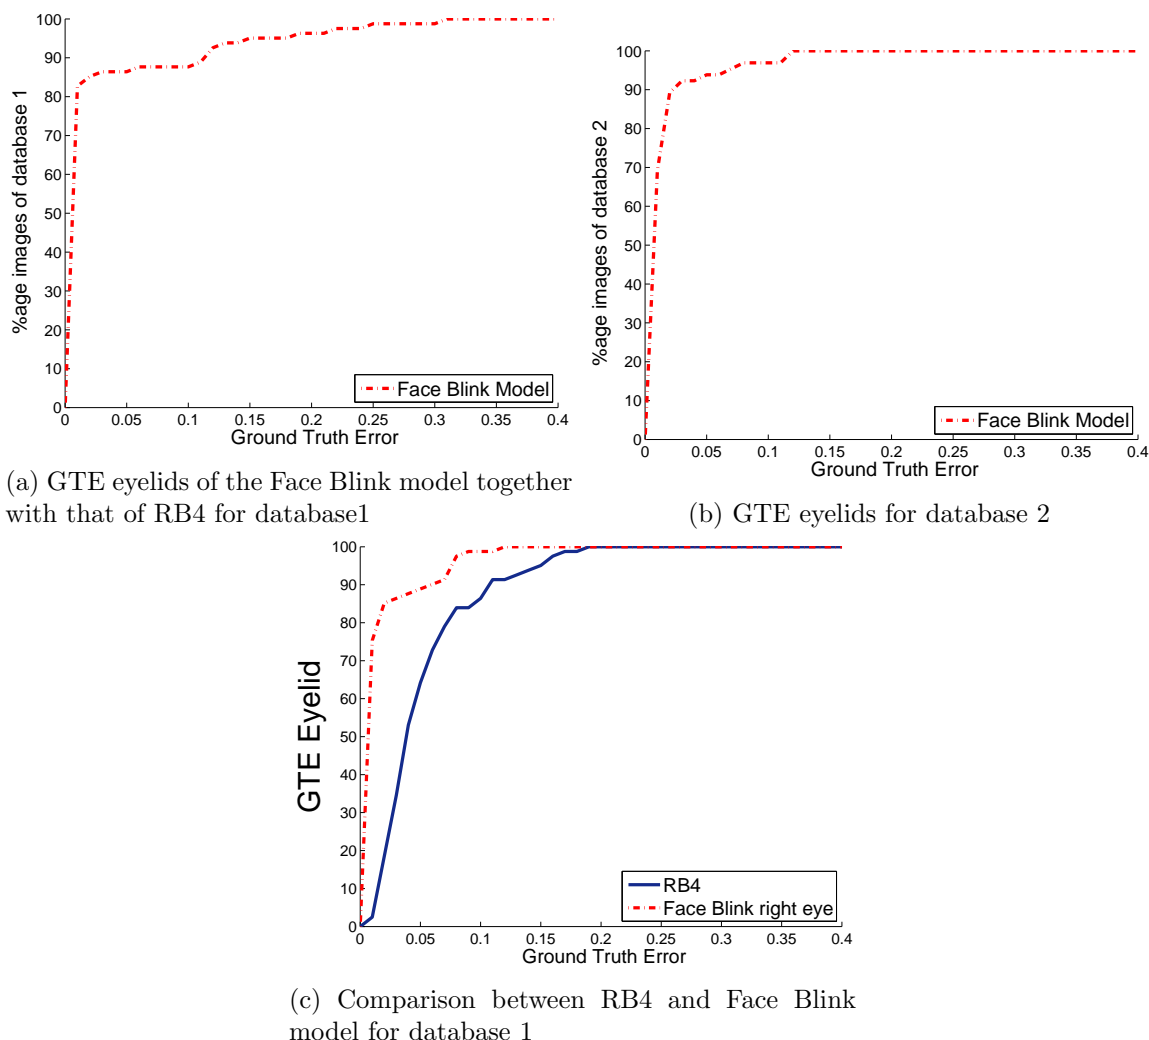 100
90
80
70
60
50
40
30
20
10
0
%age images of database 1
0 0.05 0.1 0.15 0.2 0.25 0.3 0.35 0.4
Ground Truth Error
Face Blink Model
(a) GTE eyelids of the Face Blink model together
with that of RB4 for database1
100
90
80
70
60
50
40
30
20
10
0
%age images of database 2
0 0.05 0.1 0.15 0.2 0.25 0.3 0.35 0.4
Ground Truth Error
Face Blink Model
(b) GTE eyelids for database 2
100
90
80
70
60
50
40
30
20
10
0
GTE Eyelid
0 0.05 0.1 0.15 0.2 0.25 0.3 0.35 0.4
Ground Truth Error
RB4
Face Blink right eye
(c) Comparison between RB4 and Face Blink
model for database 1